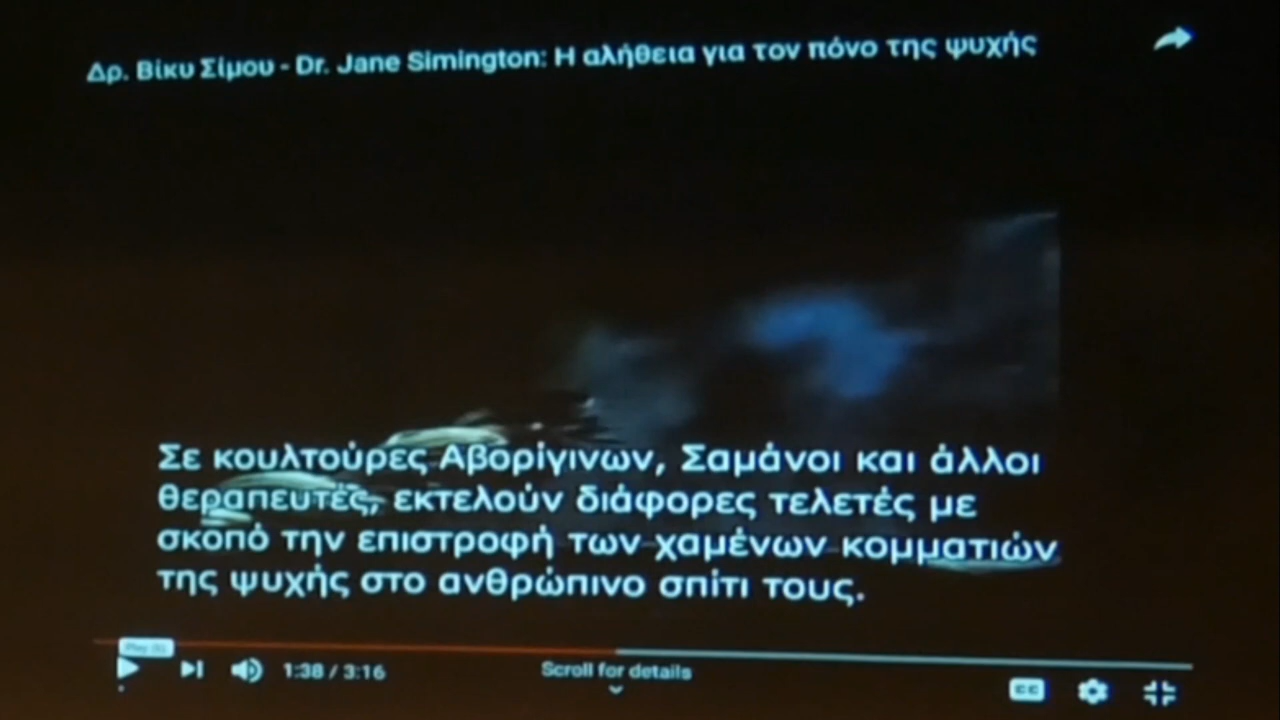 Δρ. Βίκυ Σίμου - Dr. Jane Simington: Η αλήθεια για τον πόνο της ψυχής
Σε κουλτούρες Αβορίγινων, Σαμάνοι και άλλοι
θεραπευτές, εκτελούν διάφορες τελετές με
σκοπό την επιστροφή των χαμένων κομματιών
της ψυχής στο ανθρώπινο σπίτι τους.
Play (k)
1:38 / 3:16
Scroll for details
CC